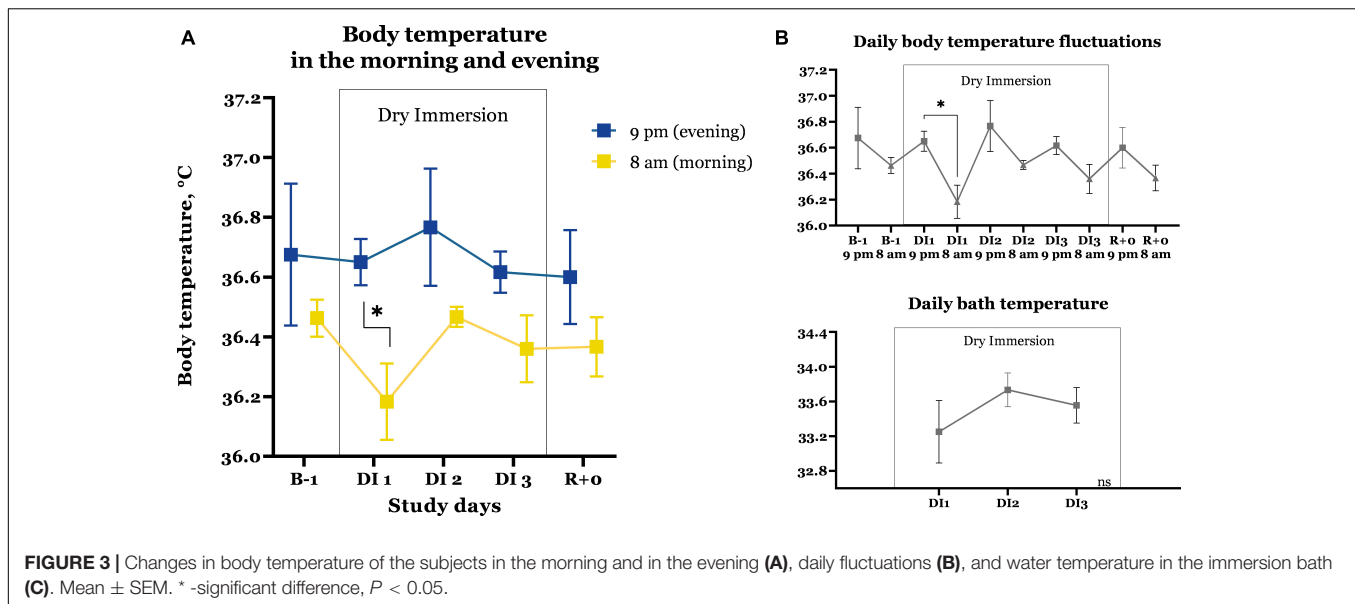 A
Body temperature
in the morning and evening
37.2
37.0
36.8
36.6
36.4
36.2
36.0
Body temperature, °C
Dry Immersion
*
9 pm (evening)
8 am (morning)
B-1
DI 1
DI 2
DI 3
R+0
Study days
B
Daily body temperature fluctuations
37.2
37.0
36.8
36.6
36.4
36.2
36.0
Dry Immersion
*
B-1 B-1 DI1 DI1 DI2 DI2 DI3 DI3 R+0 R+0
9 pm 8 am 9 pm 8 am 9 pm 8 am 9 pm 8 am 9 pm 8 am
Daily bath temperature
34.4
34.0
33.6
33.2
32.8
Dry Immersion
ns
DI1 DI2 DI3
FIGURE 3 | Changes in body temperature of the subjects in the morning and in the evening (A), daily fluctuations (B), and water temperature in the immersion bath
(C). Mean ± SEM. * -significant difference, P < 0.05.